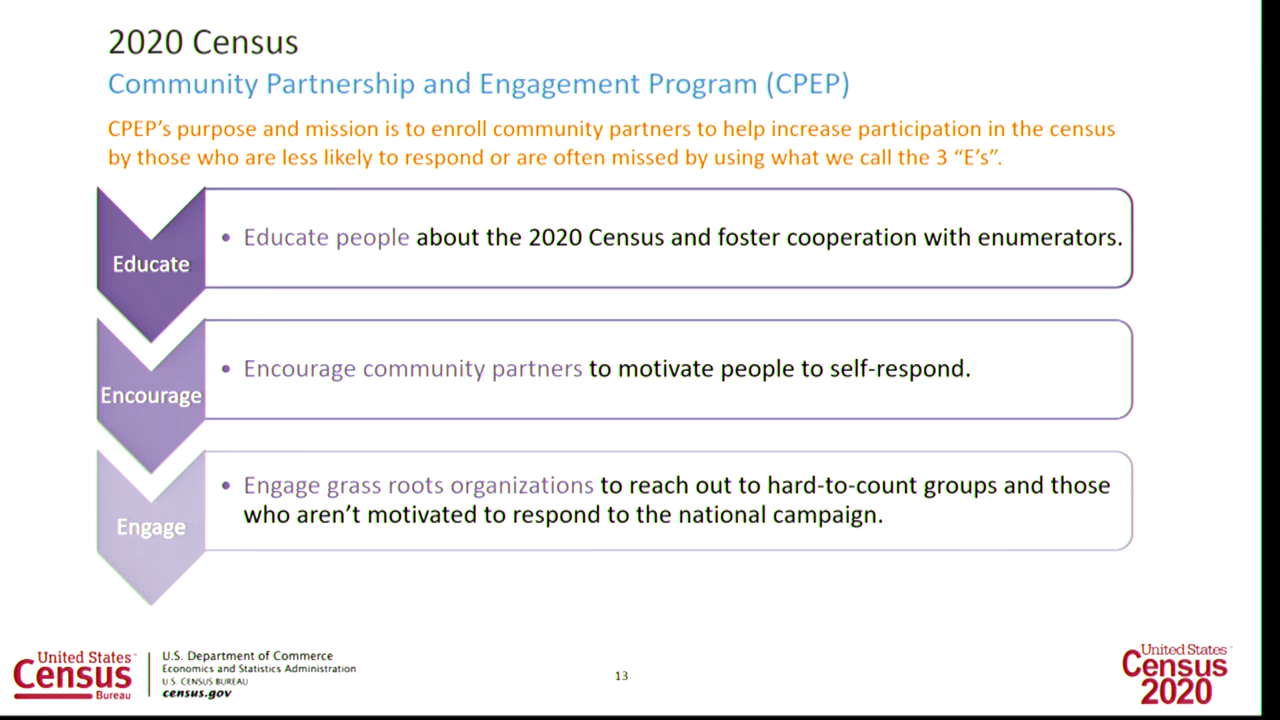 2020 Census
Community Partnership and Engagement Program (CPEP)
CPEP’s purpose and mission is to enroll community partners to help increase participation in the census
by those who are less likely to respond or are often missed by using what we call the 3 “E’s”.
Educate
• Educate people about the 2020 Census and foster cooperation with enumerators.
Encourage
• Encourage community partners to motivate people to self-respond.
Engage
• Engage grass roots organizations to reach out to hard-to-count groups and those
who aren’t motivated to respond to the national campaign.
United States™
Census
Bureau
U.S. Department of Commerce
Economics and Statistics Administration
U.S. CENSUS BUREAU
census.gov
13
United States™
Census
2020